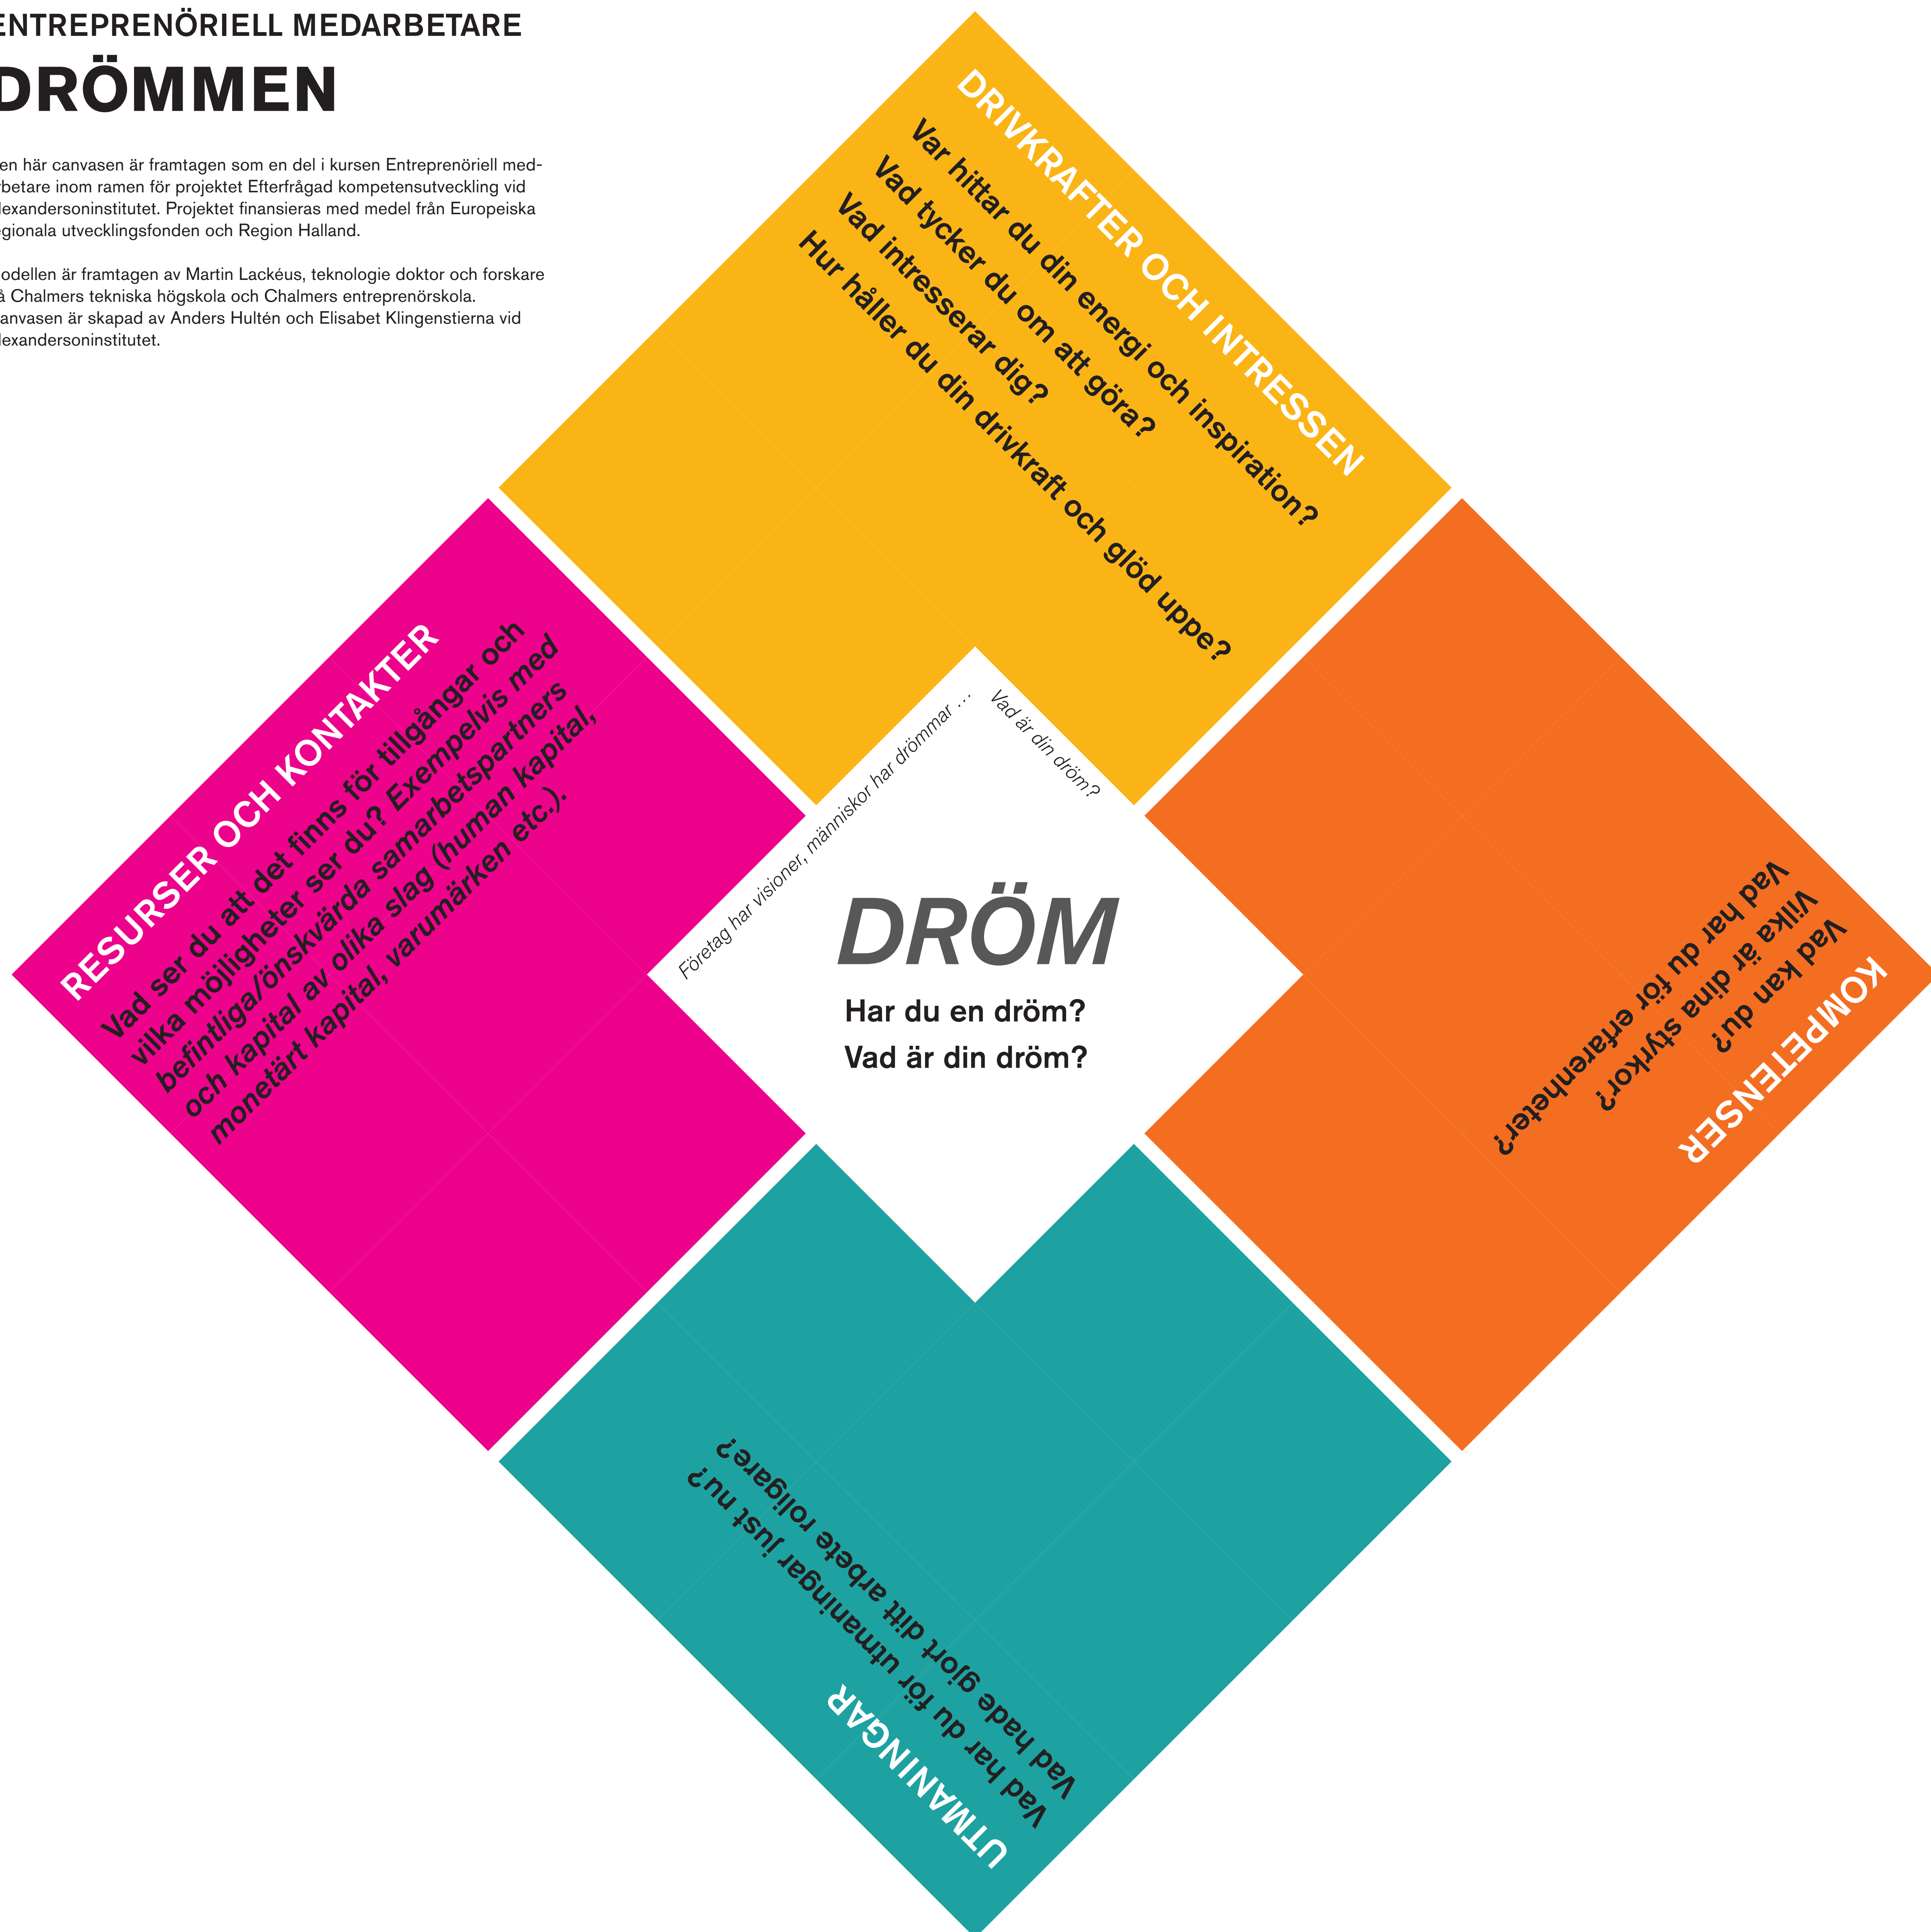 ENTREPRENÖRIELL MEDARBETARE
DRÖMMEN
en här canvasen är framtagen som en del i kursen Entreprenöriell med-
rbetare inom ramen för projektet Efterfrågad kompetensutveckling vid
lexandersoninstitutet. Projektet finansieras med medel från Europeiska
egionala utvecklingsfonden och Region Halland.
odellen är framtagen av Martin Lackéus, teknologie doktor och forskare
å Chalmers tekniska högskola och Chalmers entreprenörskola.
anvasen är skapad av Anders Hultén och Elisabet Klingenstierna vid
lexandersoninstitutet.
DRIVKRAFTER OCH INTRESSEN
Var hittar du din energi och inspiration?
Vad tycker du om att göra?
Vad intresserar dig?
Hur håller du din drivkraft och glöd uppe?
RESURSER OCH KONTAKTER
Vad ser du att det finns för tillgångar och
vilka möjligheter ser du? Exempelvis med
befintliga/önskvärda samarbetspartners
och kapital av olika slag (human kapital,
monetärt kapital, varumärken etc.).
Företag har visioner, människor har drömmar …
Vad är din dröm?
DRÖM
Har du en dröm?
Vad är din dröm?
KOMPETENSER
Vad kan du?
Vilka är dina styrkor?
Vad har du för erfarenheter?
UTMANINGAR
Vad har du för utmaningar just nu?
Vad hade gjort ditt arbete roligare?